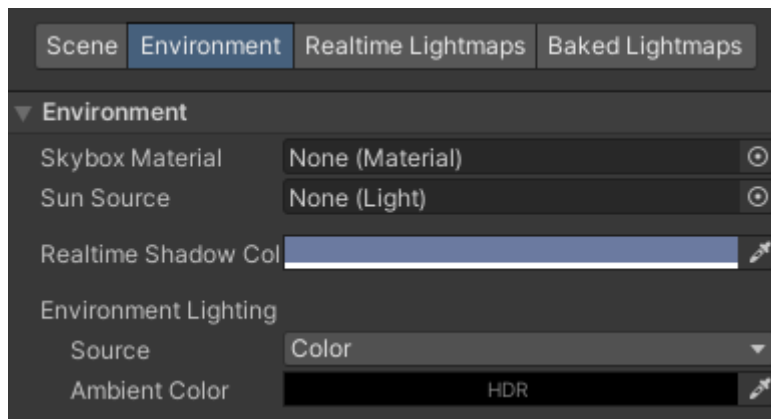 Scene Environment Realtime Lightmaps Baked Lightmaps
Environment
Skybox Material None (Material)
Sun Source None (Light)
Realtime Shadow Col
Environment Lighting
Source Color
Ambient Color HDR